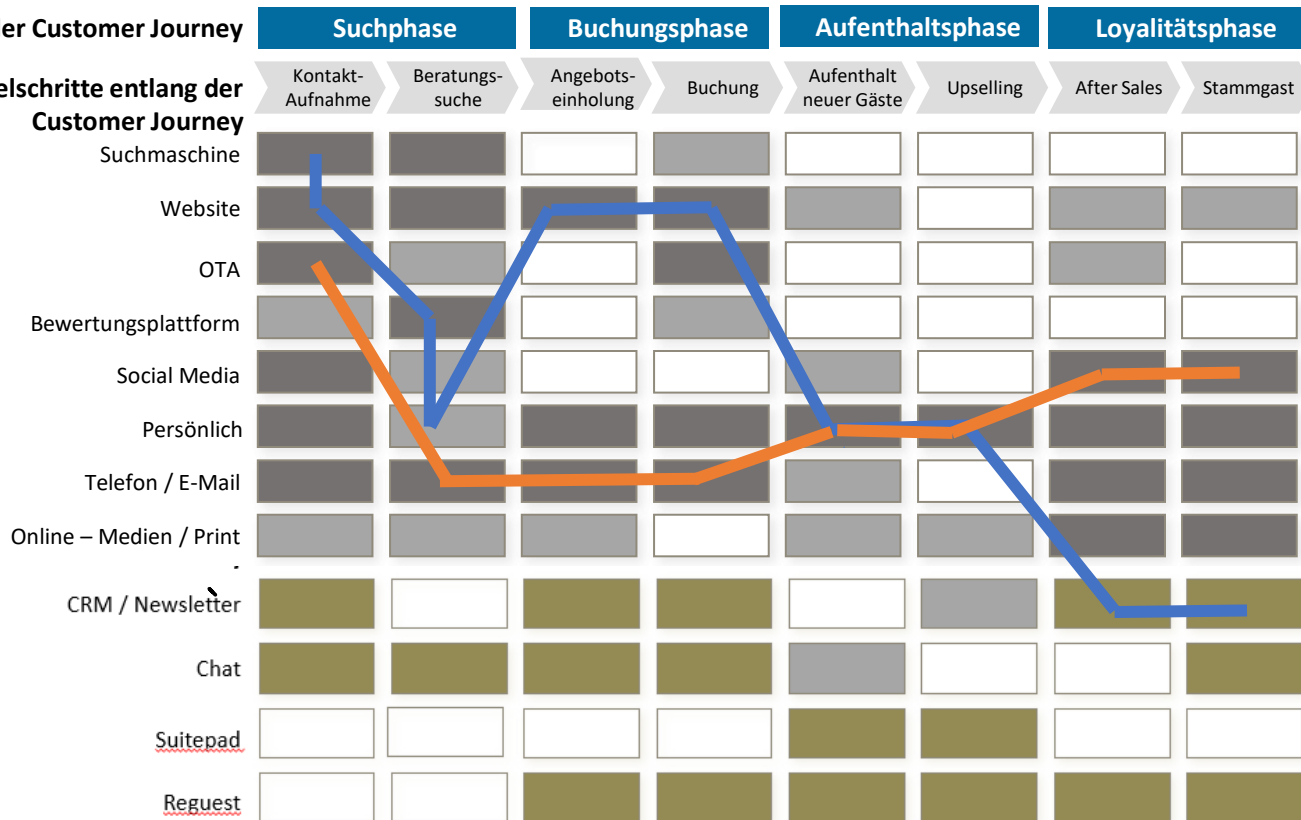 er Customer Journey
Suchphase
Buchungsphase
Aufenthaltsphase
Loyalitätsphase
elschritte entlang der
Customer Journey
Kontakt-
Aufnahme
Beratungs-
suche
Angebots-
einholung
Buchung
Aufenthalt
neuer Gäste
Upselling
After Sales
Stammgast
Suchmaschine
Website
OTA
Bewertungsplattform
Social Media
Persönlich
Telefon / E-Mail
Online – Medien / Print
CRM / Newsletter
Chat
Suitepad
Reguest